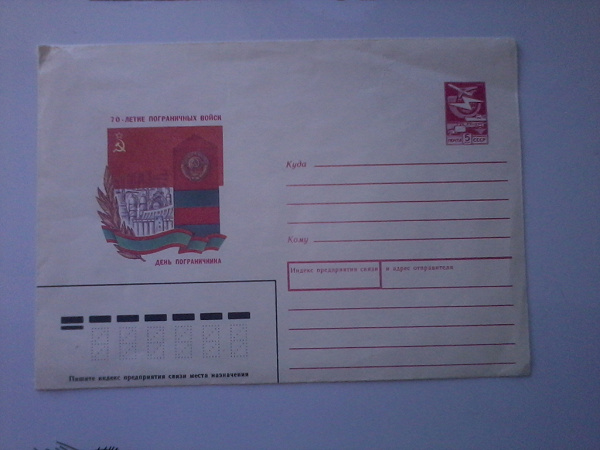 70-ЛЕТИЕ ПОГРАНИЧНЫХ ВОЙСК
ПОЧТА 5к СССР
Куда
Кому
ДЕНЬ ПОГРАНИЧНИКА
Индекс предприятия связи и адрес отправителя
Пишите индекс предприятия связи места назначения